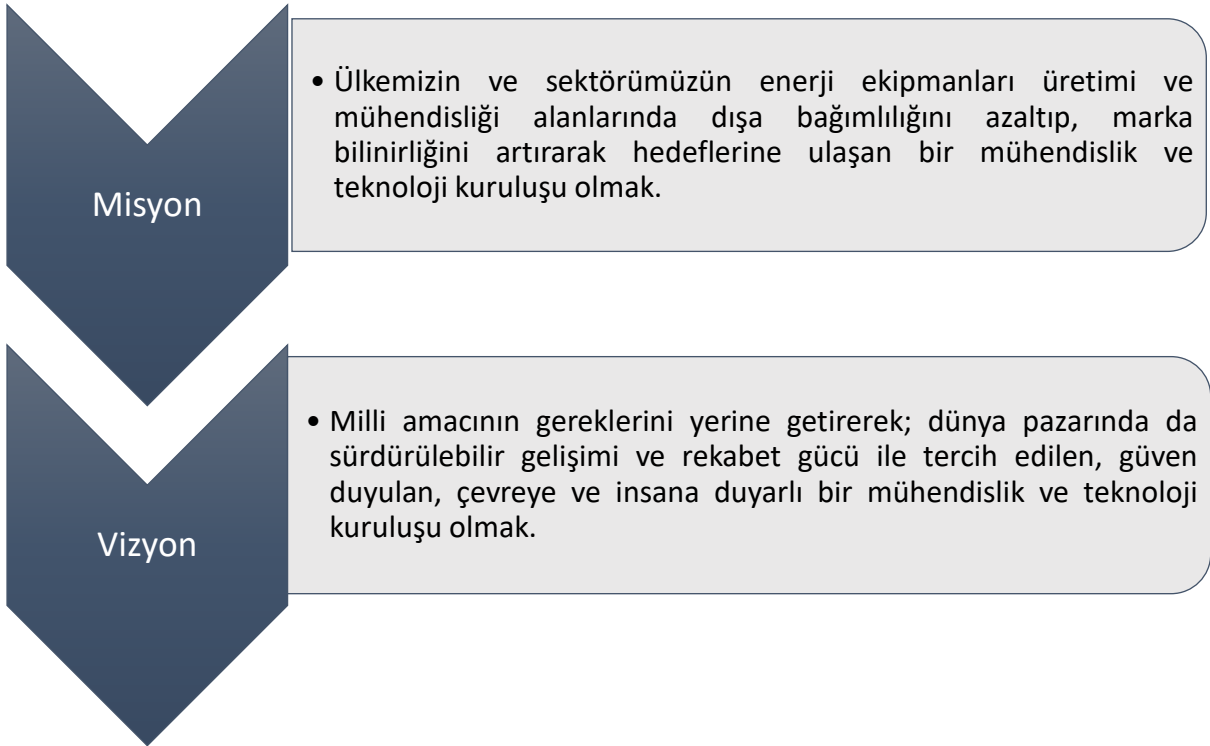 Misyon
• Ülkemizin ve sektörümüzün enerji ekipmanları üretimi ve
mühendisliği alanlarında dışa bağımlılığını azaltıp, marka
bilinirliğini artırarak hedeflerine ulaşan bir mühendislik ve
teknoloji kuruluşu olmak.
Vizyon
• Milli amacının gereklerini yerine getirerek; dünya pazarında da
sürdürülebilir gelişimi ve rekabet gücü ile tercih edilen, güven
duyulan, çevreye ve insana duyarlı bir mühendislik ve teknoloji
kuruluşu olmak.